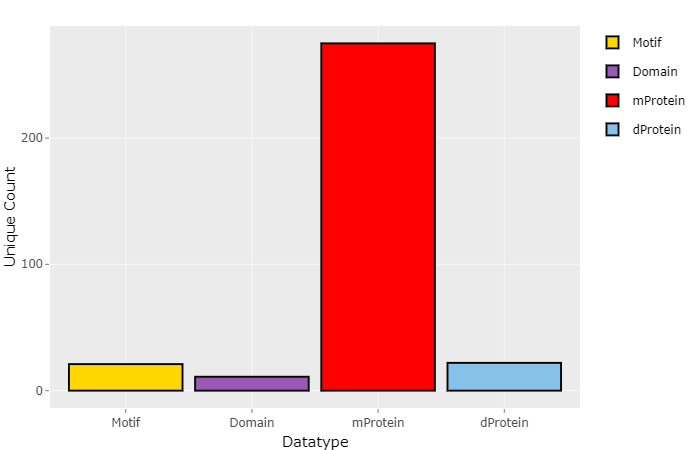 Unique Count
200
100
0
Motif
Domain
mProtein
dProtein
Datatype
Motif
Domain
mProtein
dProtein